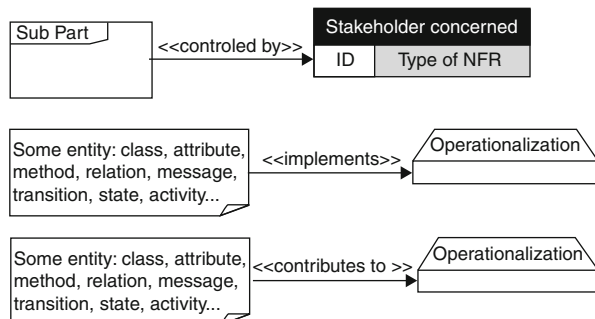 Sub Part
<<controled by>>
Stakeholder concerned
ID
Type of NFR
Some entity: class, attribute,
method, relation, message,
transition, state, activity...
<<implements>>
Operationalization
Some entity: class, attribute,
method, relation, message,
transition, state, activity...
<<contributes to >>
Operationalization